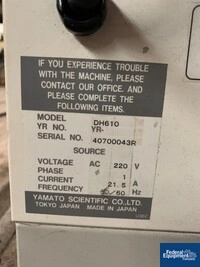 IF YOU EXPERIENCE TROUBLE
WITH THE MACHINE, PLEASE
CONTACT OUR OFFICE. AND
PLEASE COMPLETE THE
FOLLOWING ITEMS.
MODEL DH610
YR NO. YR-
SERIAL NO. 40700043R
SOURCE
VOLTAGE AC 220 V
PHASE 1
CURRENT 21.5 A
FREQUENCY 50/60 Hz
YAMATO SCIENTIFIC CO.,LTD.
TOKYO JAPAN MADE IN JAPAN
Federal Equipment